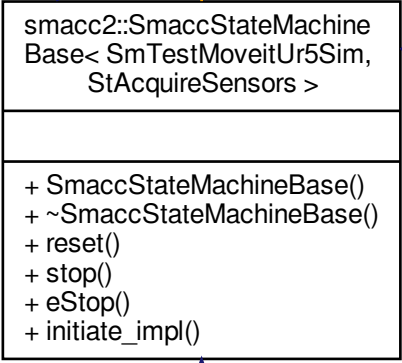 smacc2::SmaccStateMachine
Base< SmTestMoveitUr5Sim,
StAcquireSensors >
+ SmaccStateMachineBase()
+ ~SmaccStateMachineBase()
+ reset()
+ stop()
+ eStop()
+ initiate_impl()